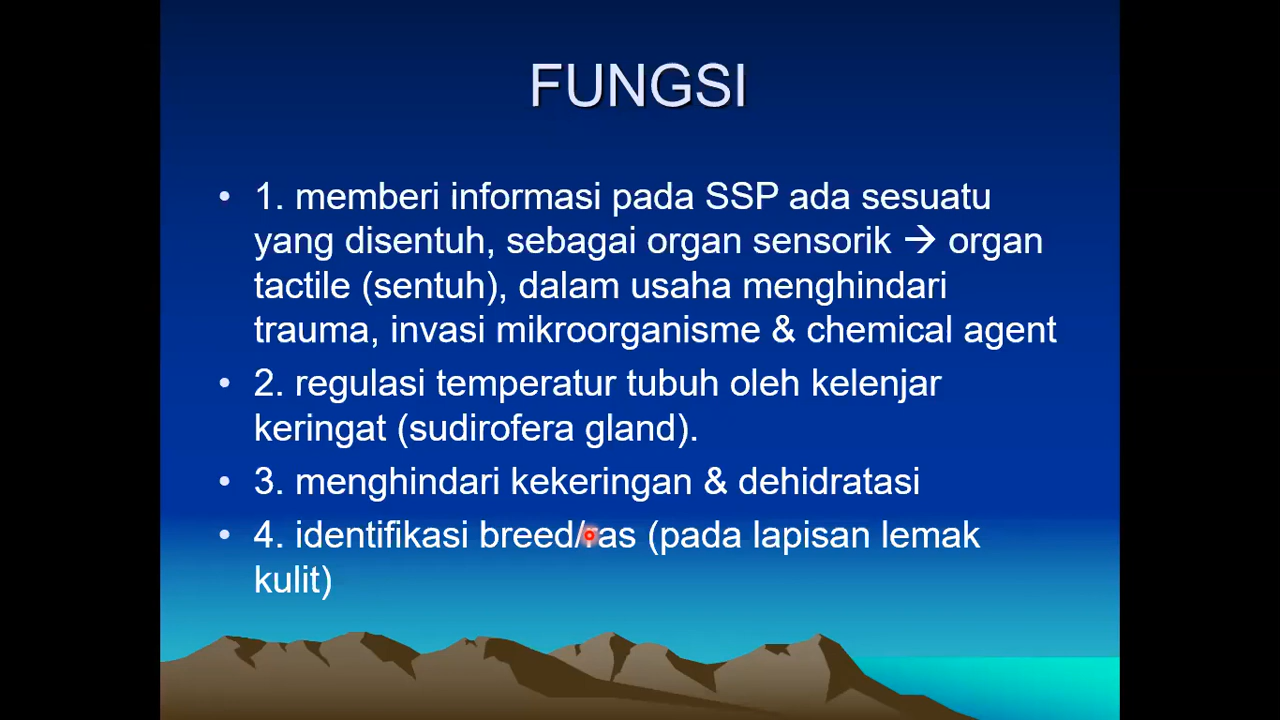 FUNGSI
• 1. memberi informasi pada SSP ada sesuatu
yang disentuh, sebagai organ sensorik → organ
tactile (sentuh), dalam usaha menghindari
trauma, invasi mikroorganisme & chemical agent
• 2. regulasi temperatur tubuh oleh kelenjar
keringat (sudirofera gland).
• 3. menghindari kekeringan & dehidratasi
• 4. identifikasi breed/ras (pada lapisan lemak
kulit)